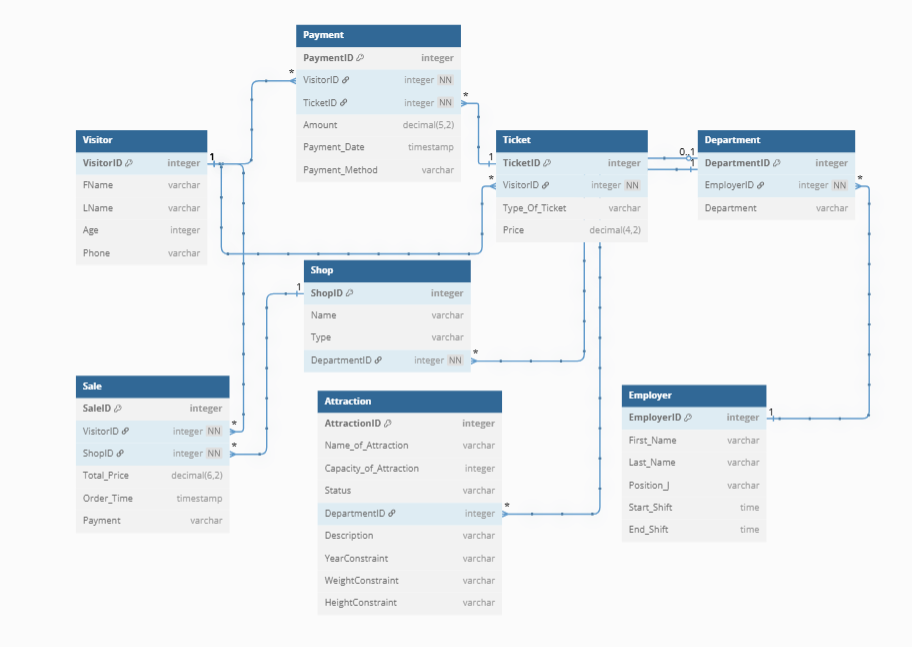 Payment
PaymentID integer
VisitorID integer NN
TicketID integer NN
Amount decimal(5,2)
Payment_Date timestamp
Payment_Method varchar
Visitor
VisitorID integer
FName varchar
LName varchar
Age integer
Phone varchar
Ticket
TicketID integer
VisitorID integer NN
Type_Of_Ticket varchar
Price decimal(4,2)
Department
DepartmentID integer
EmployerID integer NN
Department varchar
Shop
ShopID integer
Name varchar
Type varchar
DepartmentID integer NN
Sale
SaleID integer
VisitorID integer NN
ShopID integer NN
Total_Price decimal(6,2)
Order_Time timestamp
Payment varchar
Attraction
AttractionID integer
Name_of_Attraction varchar
Capacity_of_Attraction integer
Status varchar
DepartmentID integer
Description varchar
YearConstraint varchar
WeightConstraint varchar
HeightConstraint varchar
Employer
EmployerID integer
First_Name varchar
Last_Name varchar
Position_J varchar
Start_Shift time
End_Shift time
*
*
1
1
*
0..1
1
*
1
*
*
*
*
1